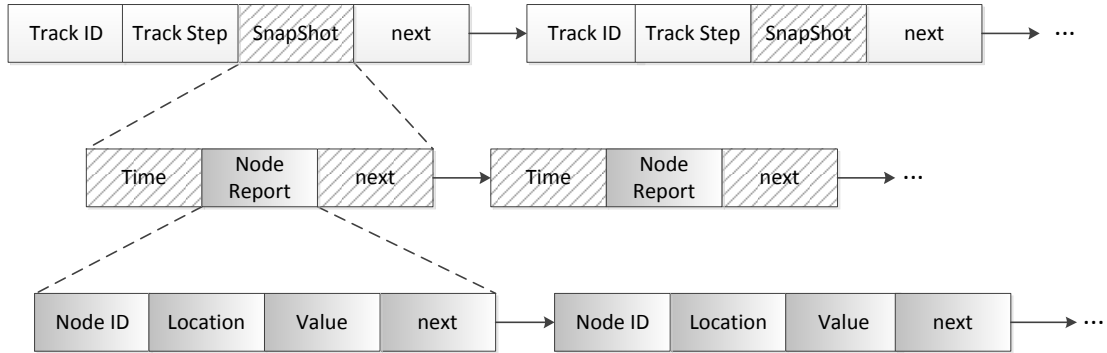 Track ID Track Step SnapShot next Track ID Track Step SnapShot next ...
Time Node Report next Time Node Report next ...
Node ID Location Value next Node ID Location Value next ...